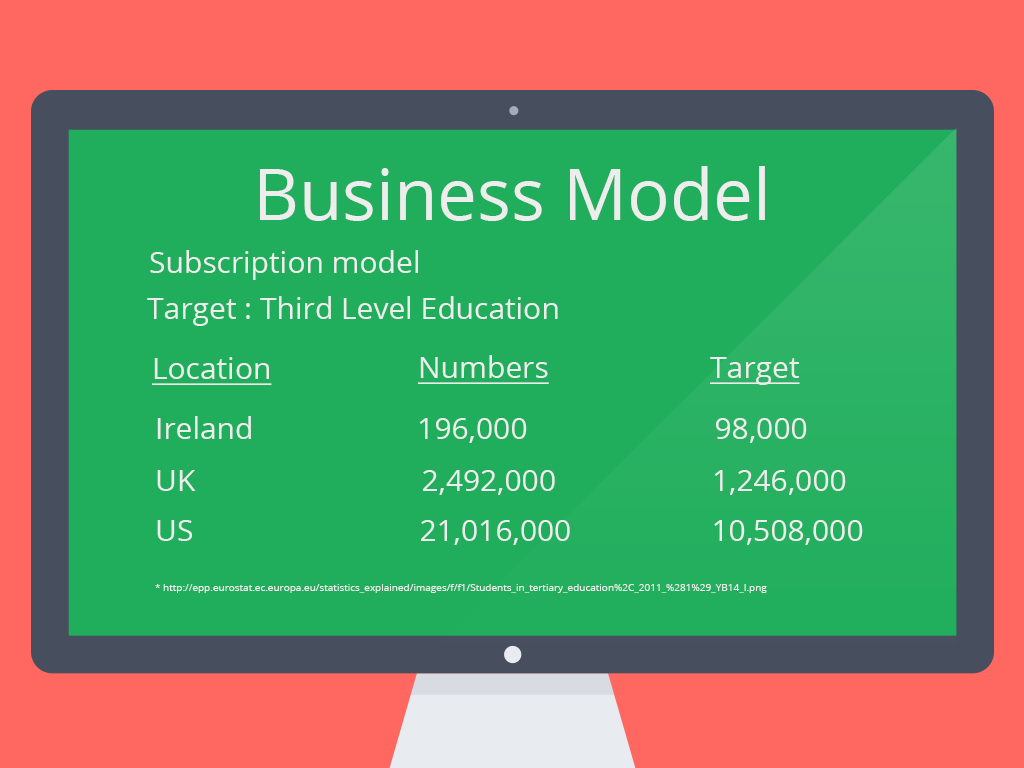 Business Model
Subscription model
Target : Third Level Education
Location Numbers Target
Ireland 196,000 98,000
UK 2,492,000 1,246,000
US 21,016,000 10,508,000
* http://epp.eurostat.ec.europa.eu/statistics_explained/images/f/f1/Students_in_tertiary_education%2C_2011_%281%29_YB14_I.png